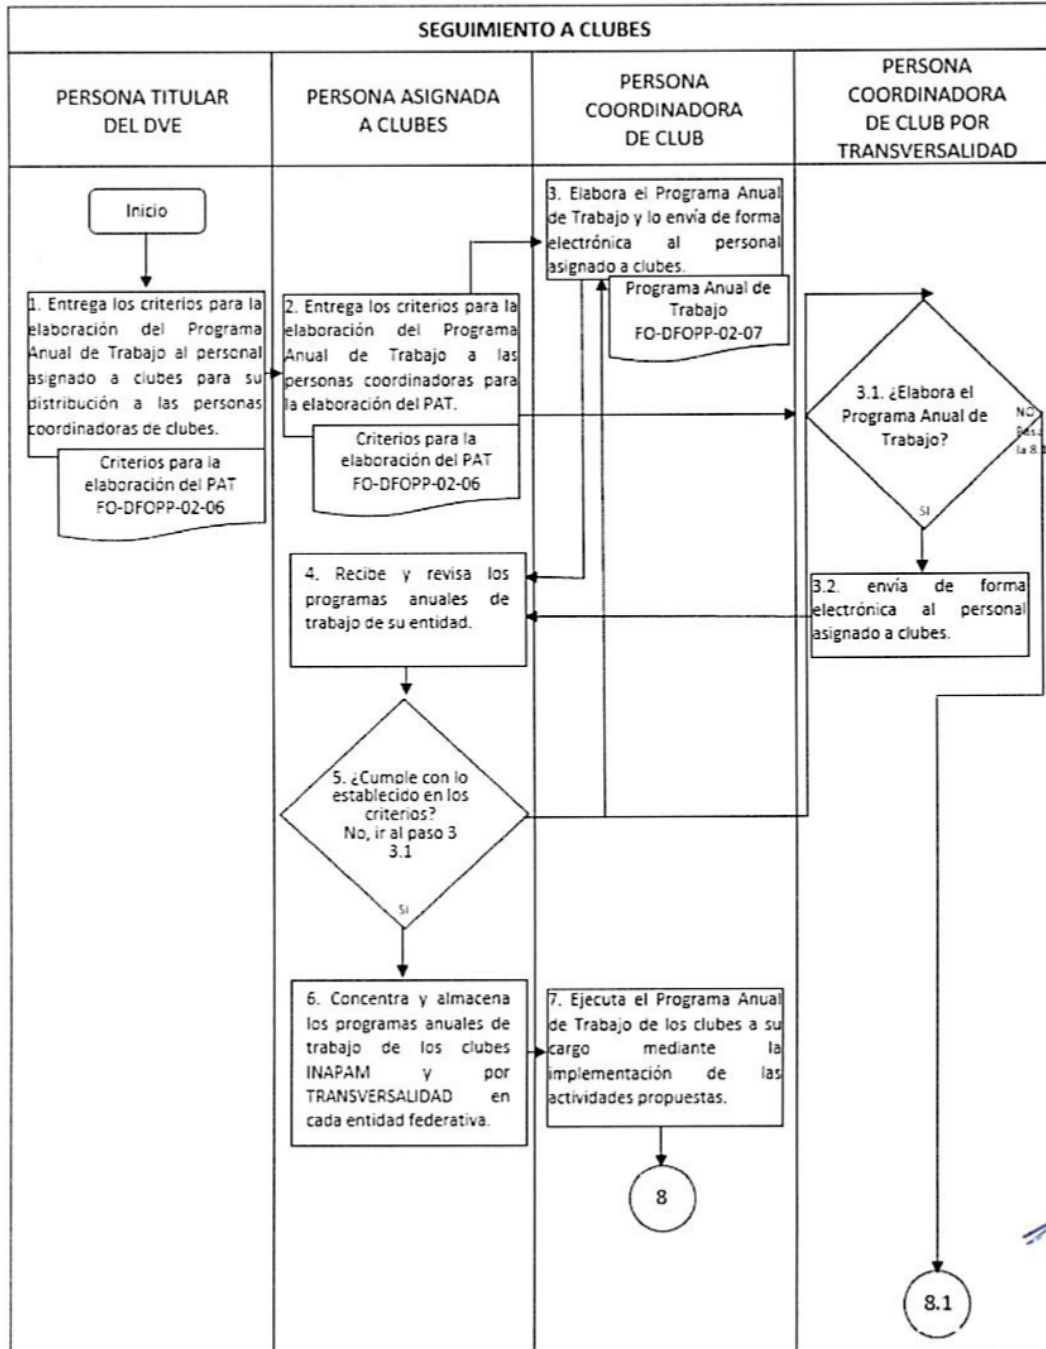 SEGUIMIENTO A CLUBES
PERSONA TITULAR
DEL DVE
PERSONA ASIGNADA
A CLUBES
PERSONA
COORDINADORA
DE CLUB
PERSONA
COORDINADORA
DE CLUB POR
TRANSVERSALIDAD
Inicio
1. Entrega los criterios para la
elaboración del Programa
Anual de Trabajo al personal
asignado a clubes para su
distribución a las personas
coordinadoras de clubes.
Criterios para la
elaboración del PAT
FO-DFOPP-02-06
2. Entrega los criterios para la
elaboración del Programa
Anual de Trabajo a las
personas coordinadoras para
la elaboración del PAT.
Criterios para la
elaboración del PAT
FO-DFOPP-02-06
3. Elabora el Programa Anual
de Trabajo y lo envía de forma
electrónica al personal
asignado a clubes.
Programa Anual de
Trabajo
FO-DFOPP-02-07
3.1. ¿Elabora el
Programa Anual de
Trabajo?
NO
la 8.1
SI
3.2. envía de forma
electrónica al personal
asignado a clubes.
4. Recibe y revisa los
programas anuales de
trabajo de su entidad.
5. ¿Cumple con lo
establecido en los
criterios?
No, ir al paso 3
3.1
SI
6. Concentra y almacena
los programas anuales de
trabajo de los clubes
INAPAM y por
TRANSVERSALIDAD en
cada entidad federativa.
7. Ejecuta el Programa Anual
de Trabajo de los clubes a su
cargo mediante la
implementación de las
actividades propuestas.
8
8.1